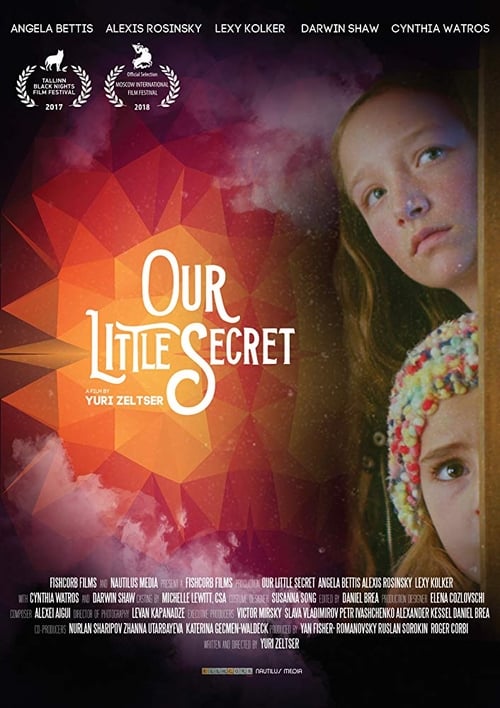 ANGELA BETTIS ALEXIS ROSINSKY LEXY KOLKER DARWIN SHAW CYNTHIA WATROS
TALLINN
BLACK NIGHTS
FILM FESTIVAL
2017
Official Selection
MOSCOW INTERNATIONAL
FILM FESTIVAL
2018
OUR
LITTLE SECRET
A FILM BY
YURI ZELTSER
FISHCORB FILMS AND NAUTILUS MEDIA PRESENT A FISHCORB FILMS PRODUCTION OUR LITTLE SECRET ANGELA BETTIS ALEXIS ROSINSKY LEXY KOLKER
WITH CYNTHIA WATROS AND DARWIN SHAW CASTING BY MICHELLE LEWITT, CSA COSTUME DESIGNER SUSANNA SONG EDITED BY DANIEL BREA PRODUCTION DESIGNER ELENA COZLOVSCHI
COMPOSER ALEXEI AIGUI DIRECTOR OF PHOTOGRAPHY LEVAN KAPANADZE EXECUTIVE PRODUCERS VICTOR MIRSKY SLAVA VLADIMIROV PETR IVASHCHENKO ALEXANDER KESSEL DANIEL BREA
CO-PRODUCERS NURLAN SHARIPOV ZHANNA UTARBAYEVA KATERINA GECMEN-WALDECK PRODUCED BY YAN FISHER-ROMANOVSKY RUSLAN SOROKIN ROGER CORBI
WRITTEN AND DIRECTED BY YURI ZELTSER
NAUTILUS MEDIA